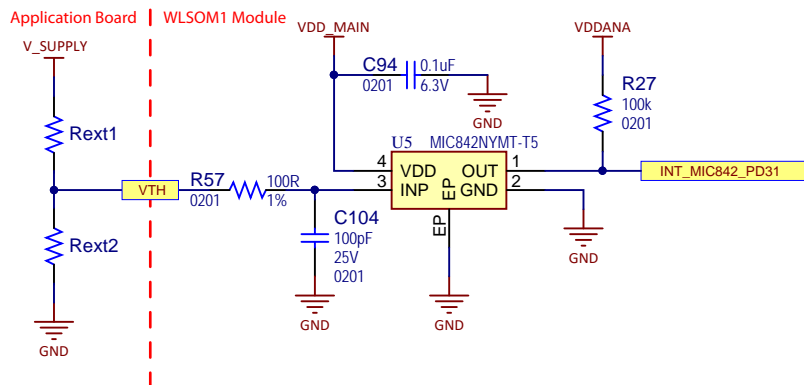 Application Board
WLSOM1 Module
V_SUPPLY
VDD_MAIN
VDDANA
C94
0.1uF
0201
6.3V
GND
R27
100k
0201
Rext1
U5
MIC842NYMT-T5
VTH
R57
100R
0201
1%
4
VDD
OUT
1
3
INP
GND
2
EP
EP
INT_MIC842_PD31
Rext2
C104
100pF
25V
0201
GND
GND
GND
GND